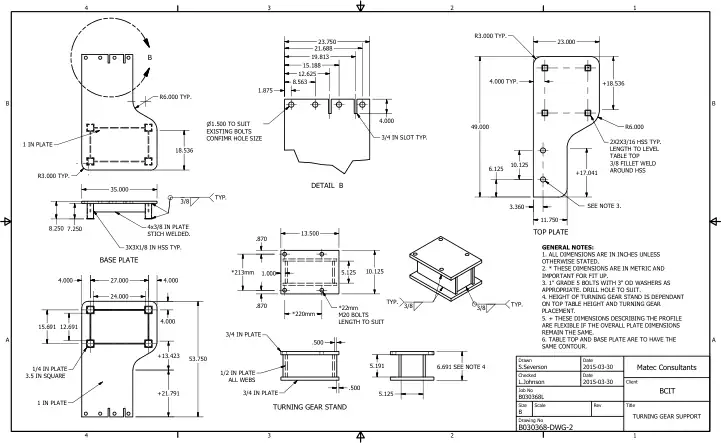 4
3
2
1
B
B
B
R6.000 TYP.
1 IN PLATE
18.536
R3.000 TYP.
35.000
TYP.
3/8
8.250
7.250
4x3/8 IN PLATE
STICH WELDED.
3X3X1/8 IN HSS TYP.
BASE PLATE
23.750
21.688
19.813
15.188
12.625
8.563
1.875
Ø1.500 TO SUIT
EXISTING BOLTS
CONFIMR HOLE SIZE
4.000
3/4 IN SLOT TYP.
DETAIL B
R3.000 TYP.
23.000
4.000 TYP.
+18.536
49.000
R6.000
2X2X3/16 HSS TYP.
LENGTH TO LEVEL
TABLE TOP
3/8 FILLET WELD
AROUND HSS
10.125
6.125
+17.041
3.360
SEE NOTE 3.
11.750
TOP PLATE
GENERAL NOTES:
1. ALL DIMENSIONS ARE IN INCHES UNLESS
OTHERWISE STATED.
2. * THESE DIMENSIONS ARE IN METRIC AND
IMPORTANT FOR FIT UP.
3. 1" GRADE 5 BOLTS WITH 3" OD WASHERS AS
APPROPRIATE. DRILL HOLE TO SUIT.
4. HEIGHT OF TURNING GEAR STAND IS DEPENDANT
ON TOP TABLE HEIGHT AND TURNING GEAR
PLACEMENT.
5. + THESE DIMENSIONS DESCRIBING THE PROFILE
ARE FLEXIBLE IF THE OVERALL PLATE DIMENSIONS
REMAIN THE SAME.
6. TABLE TOP AND BASE PLATE ARE TO HAVE THE
SAME CONTOUR.
4.000
27.000
4.000
24.000
15.691
12.691
4.000
+13.423
53.750
1/4 IN PLATE
3.5 IN SQUARE
+21.791
1 IN PLATE
13.500
.870
*213mm
1.000
5.125
10.125
.870
*220mm
*22mm
M20 BOLTS
LENGTH TO SUIT
TYP.
3/8
3/8
TYP.
3/4 IN PLATE
.500
1/2 IN PLATE
ALL WEBS
3/4 IN PLATE
.500
TURNING GEAR STAND
5.191
6.691 SEE NOTE 4
5.125
A
A
Drawn
S.Severson
Date
2015-03-30
Matec Consultants
Checked
L.Johnson
Date
2015-03-30
Client
BCIT
Job No
B030368L
Size
B
Scale
Rev
Title
TURNING GEAR SUPPORT
Drawing No
B030368-DWG-2
4
3
2
1